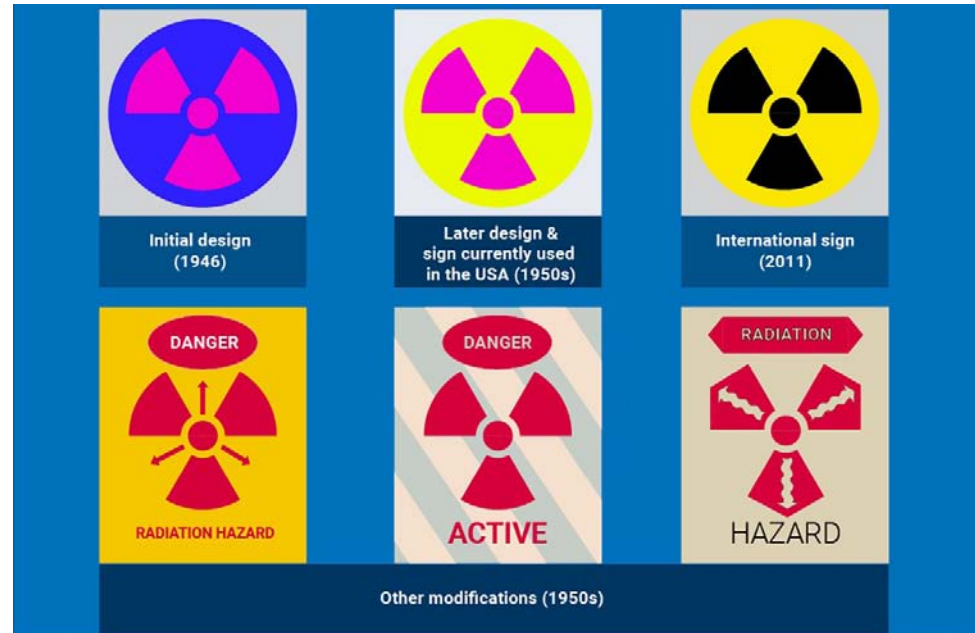 Initial design
(1946)
Later design &
sign currently used
in the USA (1950s)
International sign
(2011)
DANGER
RADIATION HAZARD
DANGER
ACTIVE
RADIATION
HAZARD
Other modifications (1950s)